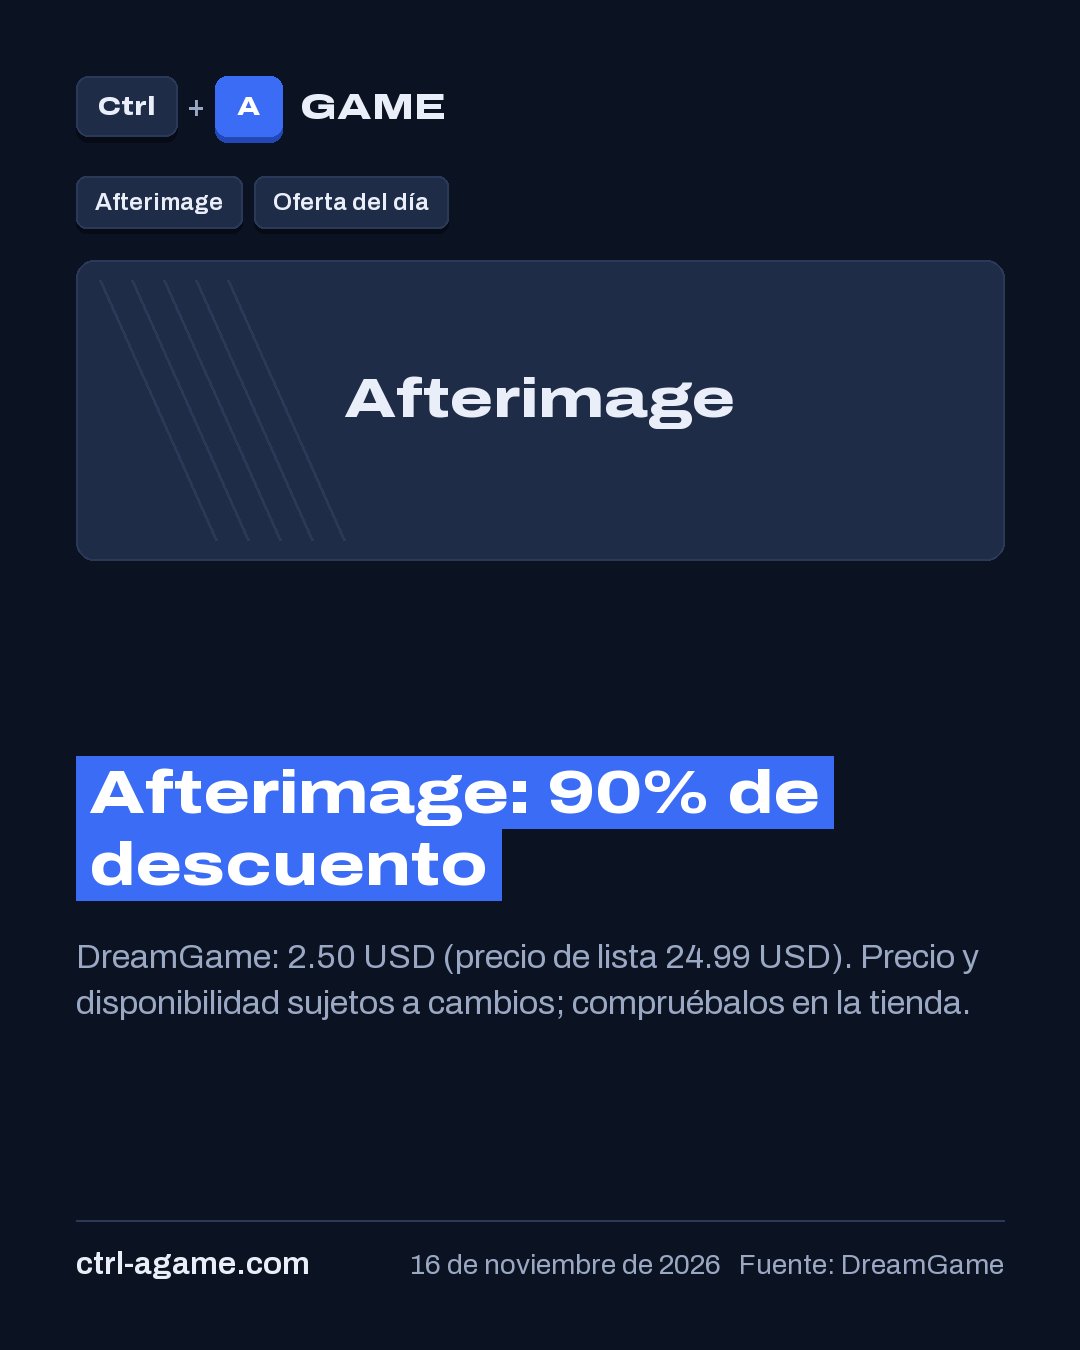 Ctrl + A GAME
Afterimage Oferta del día
Afterimage
Afterimage: 90% de
descuento
DreamGame: 2.50 USD (precio de lista 24.99 USD). Precio y
disponibilidad sujetos a cambios; compruébalos en la tienda.
ctrl-agame.com 16 de noviembre de 2026 Fuente: DreamGame